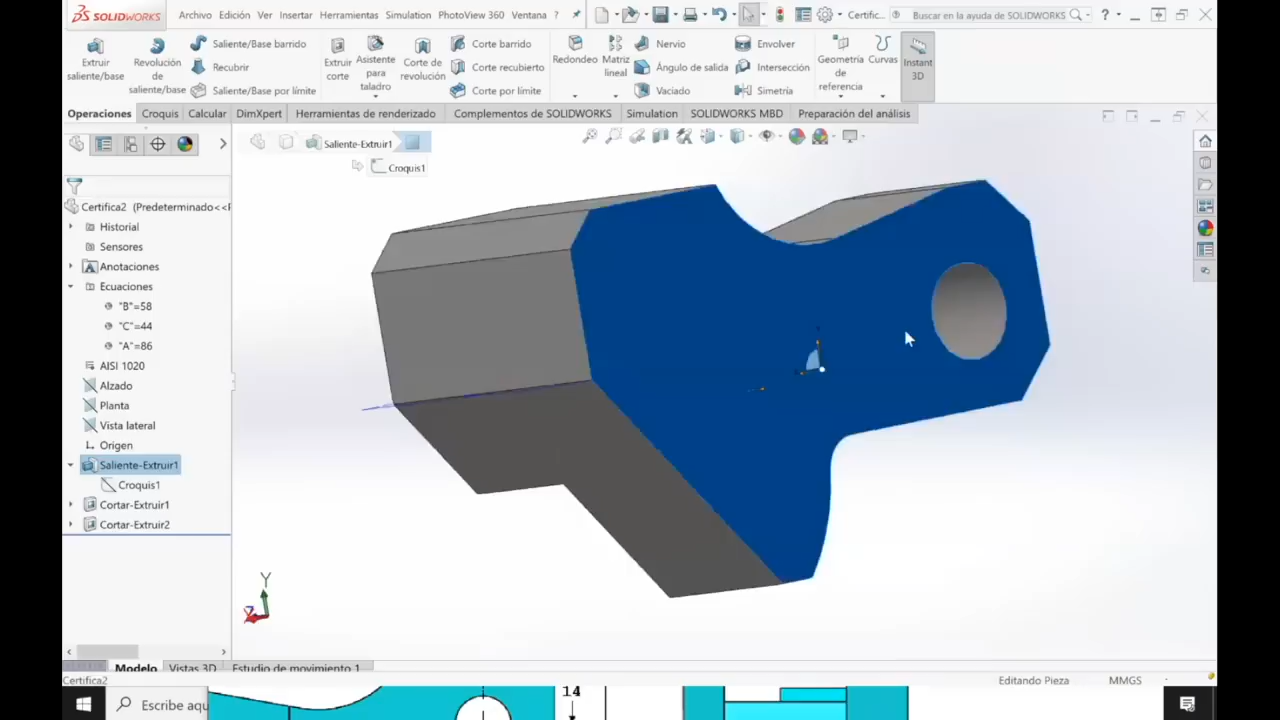 SOLIDWORKS
Archivo Edición Ver Insertar Herramientas Simulation PhotoView 360 Ventana ?
Certific...
Buscar en la ayuda de SOLIDWORKS
?
Extruir saliente/base
Revolución de saliente/base
Saliente/Base barrido
Recubrir
Saliente/Base por límite
Extruir corte
Asistente para taladro
Corte de revolución
Corte barrido
Corte recubierto
Corte por límite
Redondeo
Matriz lineal
Nervio
Ángulo de salida
Vaciado
Envolver
Intersección
Simetría
Geometría de referencia
Curvas
Instant 3D
Operaciones Croquis Calcular DimXpert Herramientas de renderizado Complementos de SOLIDWORKS Simulation SOLIDWORKS MBD Preparación del análisis
Saliente-Extruir1
Croquis1
Certifica2 (Predeterminado<<
Historial
Sensores
Anotaciones
Ecuaciones
"B"=58
"C"=44
"A"=86
AISI 1020
Alzado
Planta
Vista lateral
Origen
Saliente-Extruir1
Croquis1
Cortar-Extruir1
Cortar-Extruir2
Y
Z
Modelo Vistas 3D Estudio de movimiento 1
Certifica2
Editando Pieza
MMGS
Escribe aqu
14